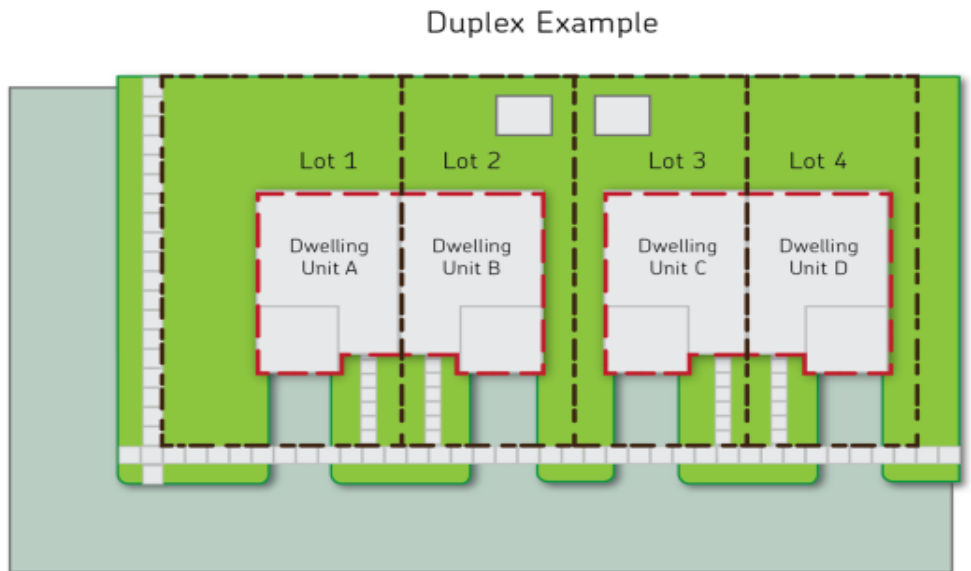 Duplex Example
Lot 1
Lot 2
Lot 3
Lot 4
Dwelling
Unit A
Dwelling
Unit B
Dwelling
Unit C
Dwelling
Unit D